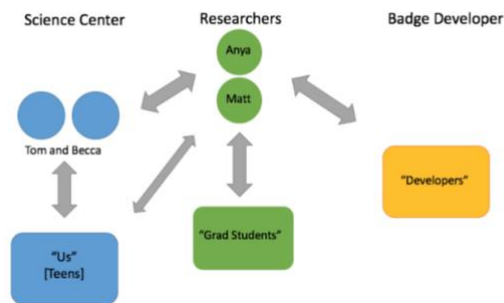 Science Center
Researchers
Badge Developer
Anya
Matt
Tom and Becca
"Developers"
"Us"
[Teens]
"Grad Students"